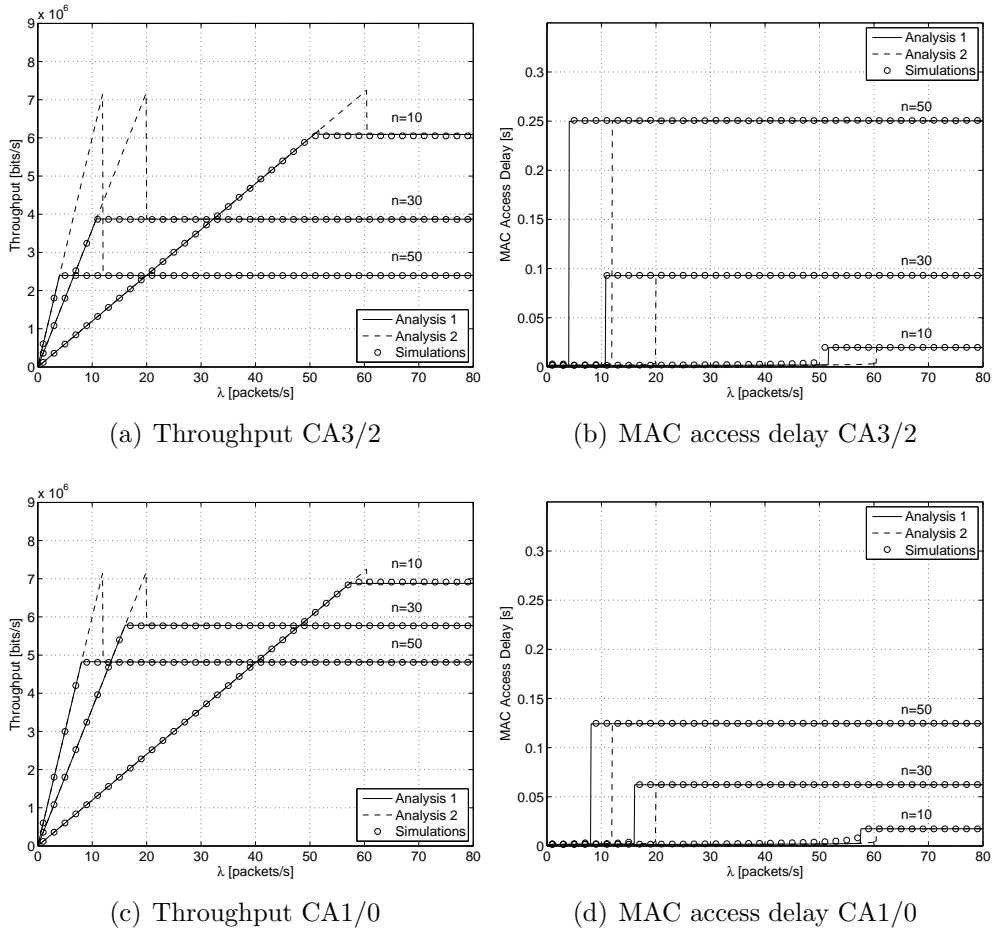 x 10^6
9
8
7
6
5
4
3
2
1
0
Throughput [bits/s]
n=10
n=30
n=50
Analysis 1
Analysis 2
Simulations
0 10 20 30 40 50 60 70 80
λ [packets/s]
(a) Throughput CA3/2
0.35
0.3
0.25
0.2
0.15
0.1
0.05
0
MAC Access Delay [s]
Analysis 1
Analysis 2
Simulations
n=50
n=30
n=10
0 10 20 30 40 50 60 70 80
λ [packets/s]
(b) MAC access delay CA3/2
x 10^6
9
8
7
6
5
4
3
2
1
0
Throughput [bits/s]
n=10
n=30
n=50
Analysis 1
Analysis 2
Simulations
0 10 20 30 40 50 60 70 80
λ [packets/s]
(c) Throughput CA1/0
0.35
0.3
0.25
0.2
0.15
0.1
0.05
0
MAC Access Delay [s]
Analysis 1
Analysis 2
Simulations
n=50
n=30
n=10
0 10 20 30 40 50 60 70 80
λ [packets/s]
(d) MAC access delay CA1/0